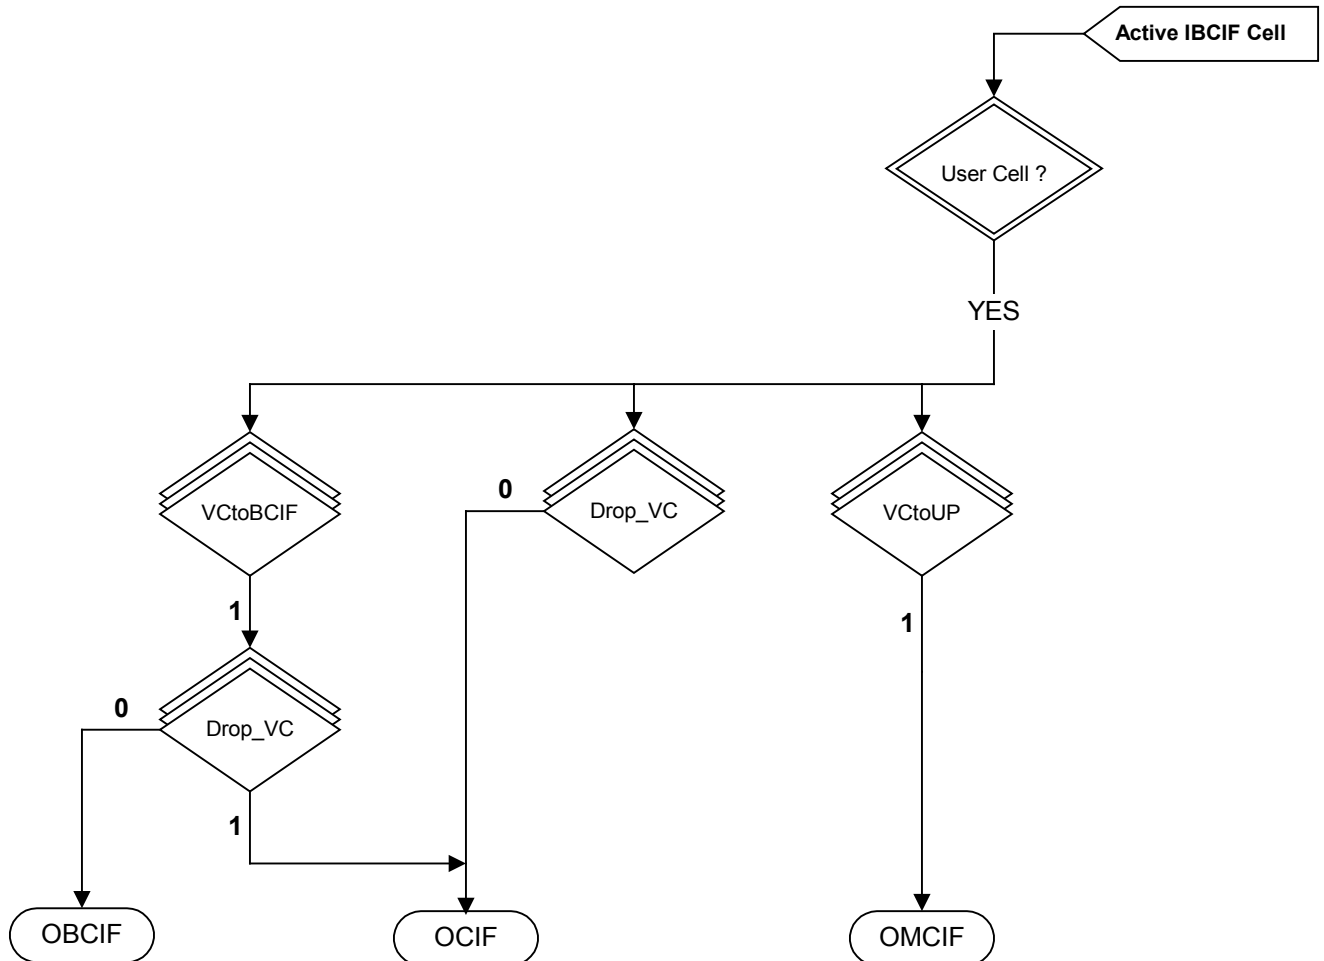 Active IBCIF Cell
User Cell ?
YES
VCtoBCIF
0
Drop_VC
VCtoUP
1
1
0
Drop_VC
1
OBCIF
OCIF
OMCIF